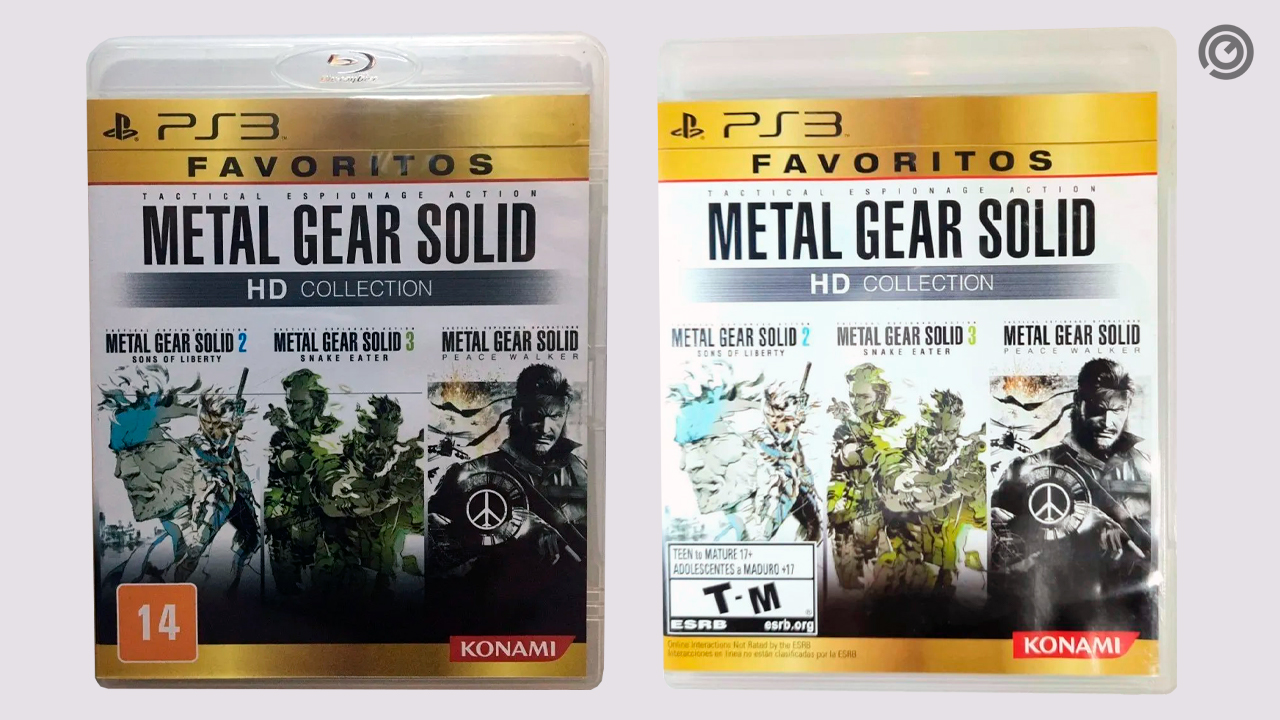 PS3
FAVORITOS
TACTICAL ESPIONAGE ACTION
METAL GEAR SOLID
HD COLLECTION
METAL GEAR SOLID 2
SONS OF LIBERTY
METAL GEAR SOLID 3
SNAKE EATER
METAL GEAR SOLID
PEACE WALKER
14
KONAMI
PS3
FAVORITOS
TACTICAL ESPIONAGE ACTION
METAL GEAR SOLID
HD COLLECTION
METAL GEAR SOLID 2
SONS OF LIBERTY
METAL GEAR SOLID 3
SNAKE EATER
METAL GEAR SOLID
PEACE WALKER
TEEN to MATURE 17+
ADOLESCENTES a MADURO +17
T-M
ESRB esrb.org
Online Interactions Not Rated by the ESRB
Interacciones en línea no están clasificadas por la ESRB
KONAMI